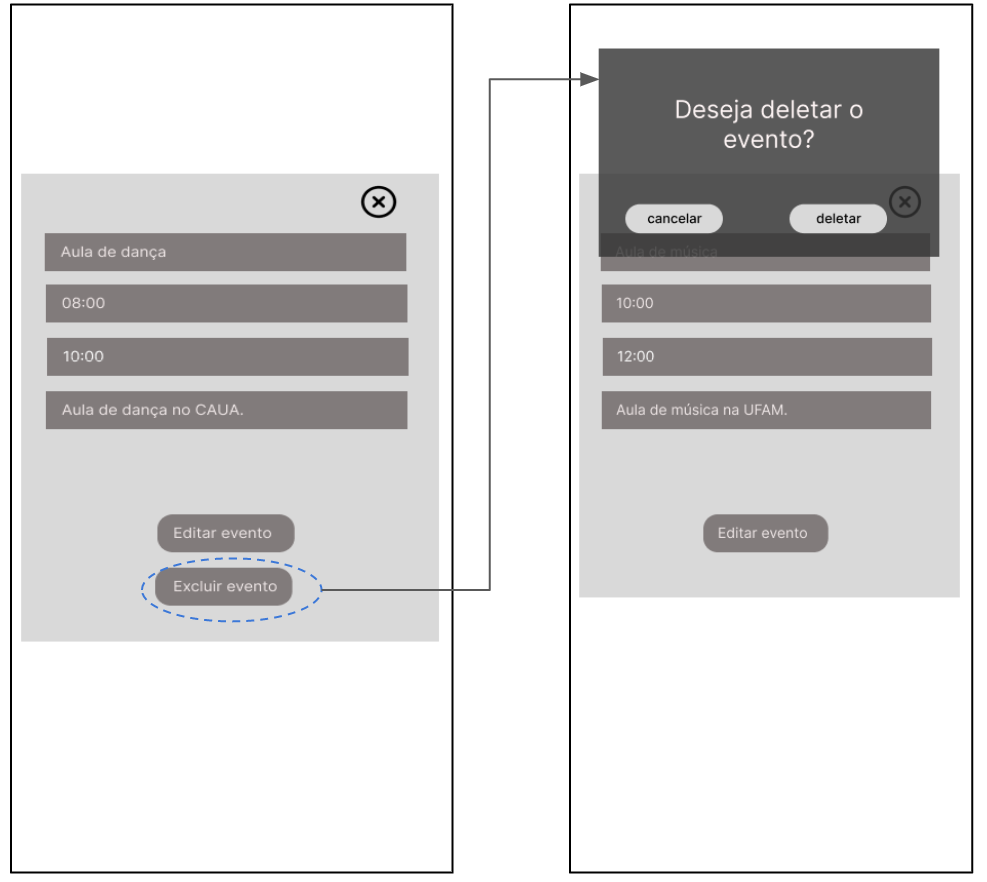 Aula de dança
08:00
10:00
Aula de dança no CAUA.
Editar evento
Excluir evento
Deseja deletar o
evento?
cancelar
deletar
Aula de música
10:00
12:00
Aula de música na UFAM.
Editar evento